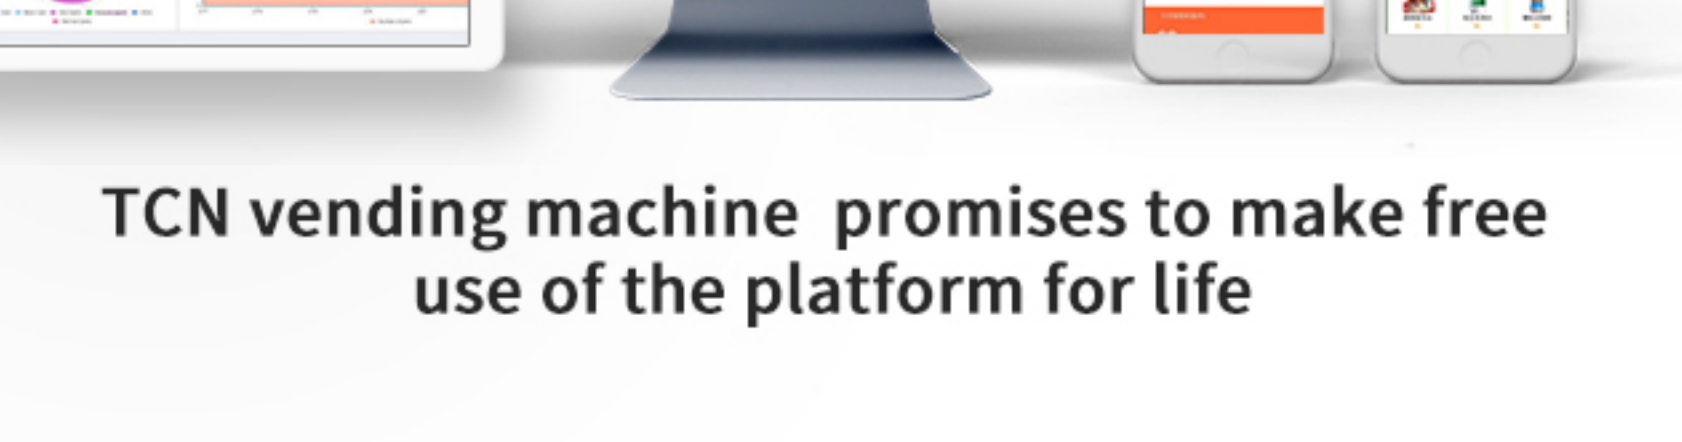 TCN vending machine  promises to make free
use of the platform for life